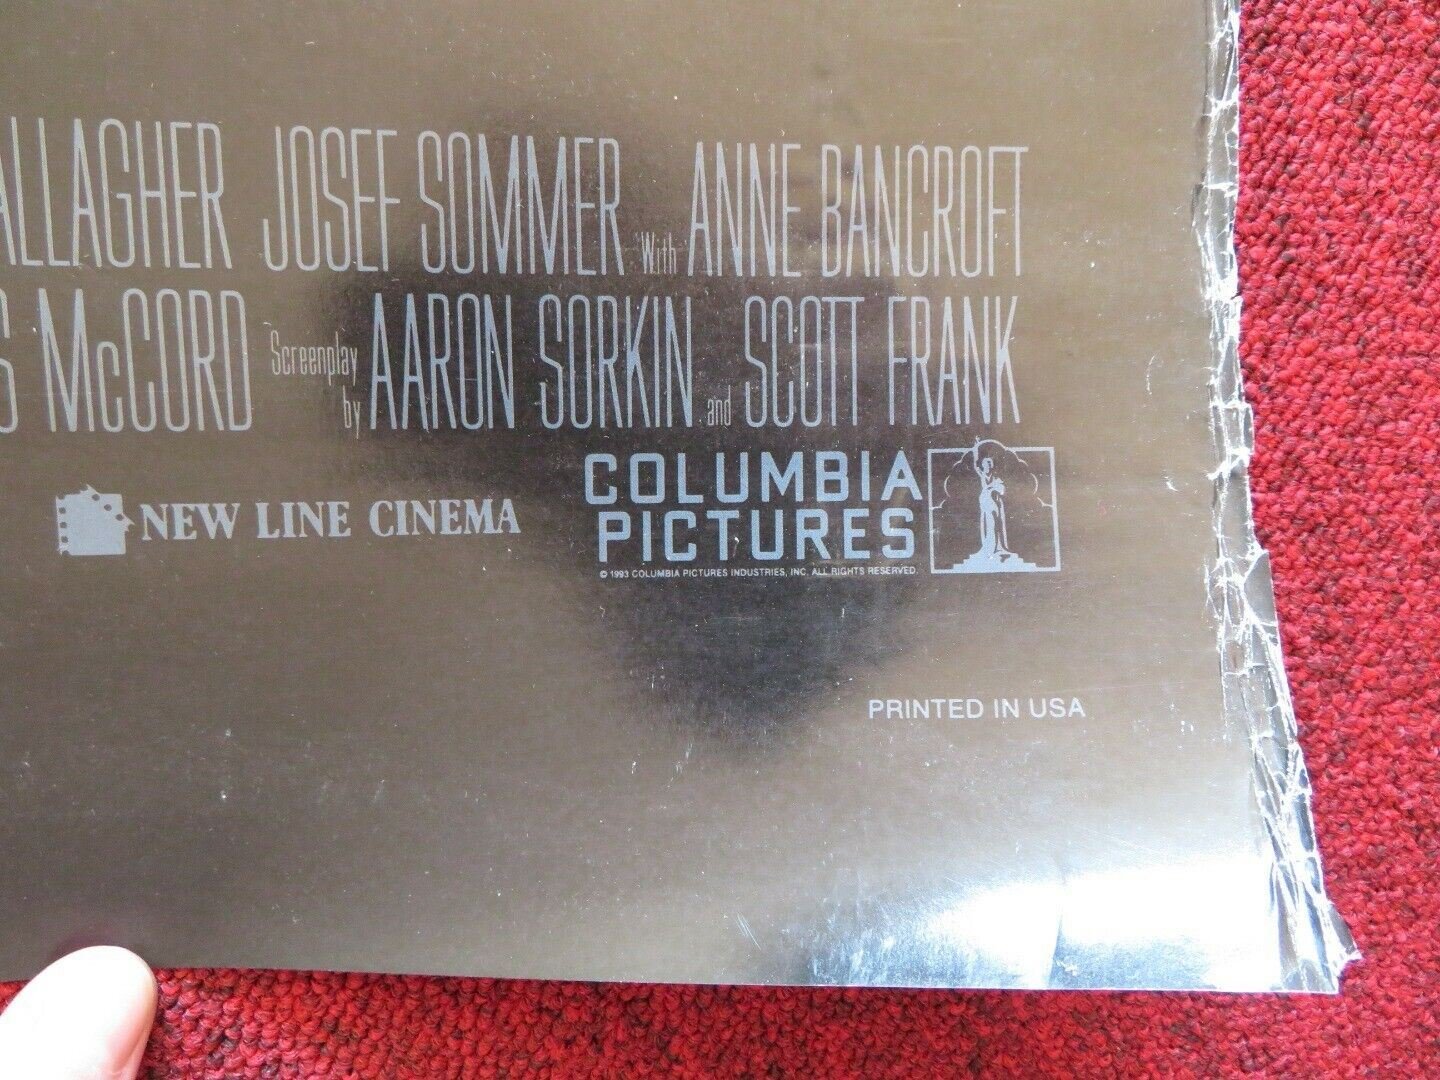 ALLAGHER JOSEF SOMMER With ANNE BANCROFT
S McCORD Screenplay by AARON SORKIN and SCOTT FRANK
NEW LINE CINEMA
COLUMBIA
PICTURES
© 1993 COLUMBIA PICTURES INDUSTRIES, INC. ALL RIGHTS RESERVED.
PRINTED IN USA